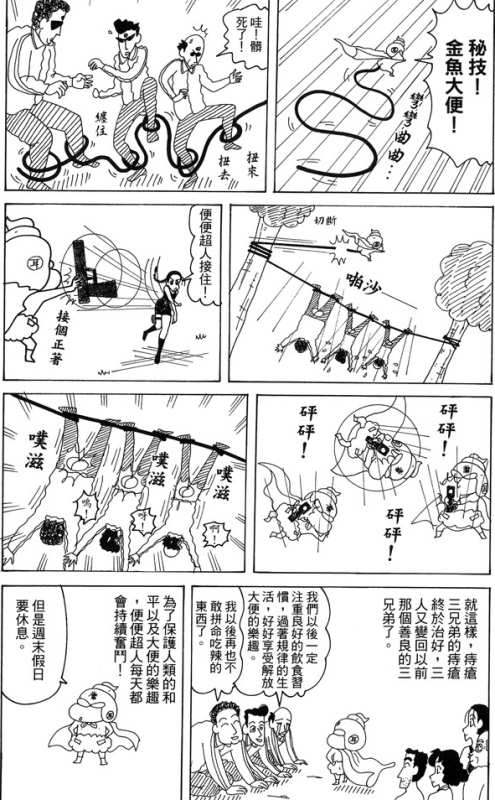 秘技！
金魚大便！
彎彎
曲曲…
哇！髒
死了！
扭來
扭去
纏住
切斷
啪沙
便便超人接住！
接個
正著
耳
砰砰！
砰砰！
砰砰！
噗滋
噗滋
噗滋
啊！
就這樣，痔瘡
三兄弟的痔瘡
終於治好，三
人又變回以前
那個善良的三
兄弟了。
我們以後一定
注重良好的飲食習
慣，過著規律的生
活，好好享受解放
大便的樂趣。
我以後再也不
敢拼命吃辣的
東西了。
為了保護人類的和
平以及大便的樂趣
，便便超人每天都
會持續奮鬥！
但是週末假日
要休息。